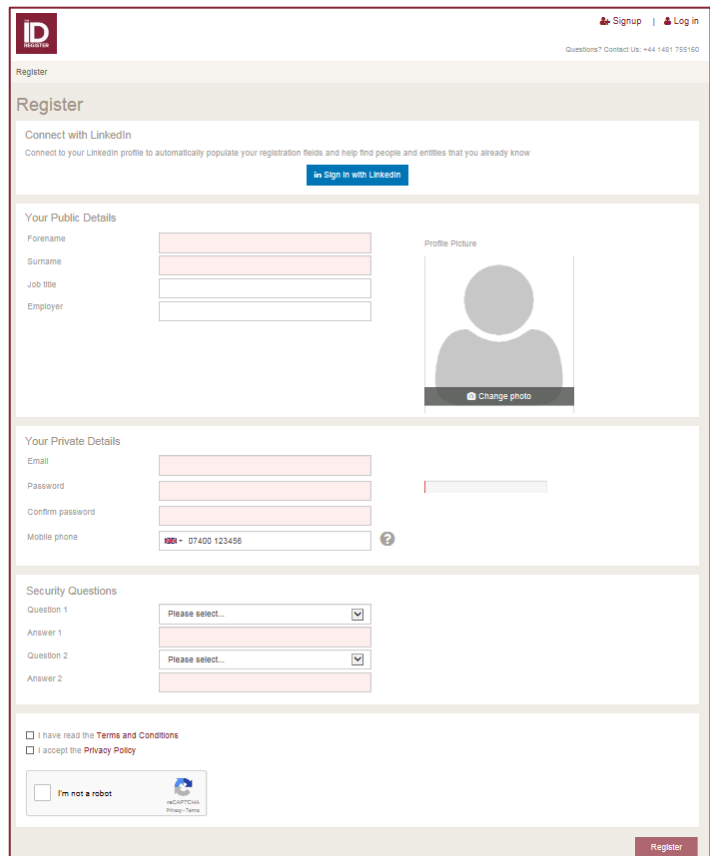 THE
ID
REGISTER
Signup | Log in
Questions? Contact Us: +44 1481 755160
Register
Register
Connect with LinkedIn
Connect to your LinkedIn profile to automatically populate your registration fields and help find people and entities that you already know
in Sign in with LinkedIn
Your Public Details
Forename
Surname
Job title
Employer
Profile Picture
Change photo
Your Private Details
Email
Password
Confirm password
Mobile phone
07400 123456
?
Security Questions
Question 1
Please select...
Answer 1
Question 2
Please select...
Answer 2
I have read the Terms and Conditions
I accept the Privacy Policy
I'm not a robot
reCAPTCHA
Privacy - Terms
Register